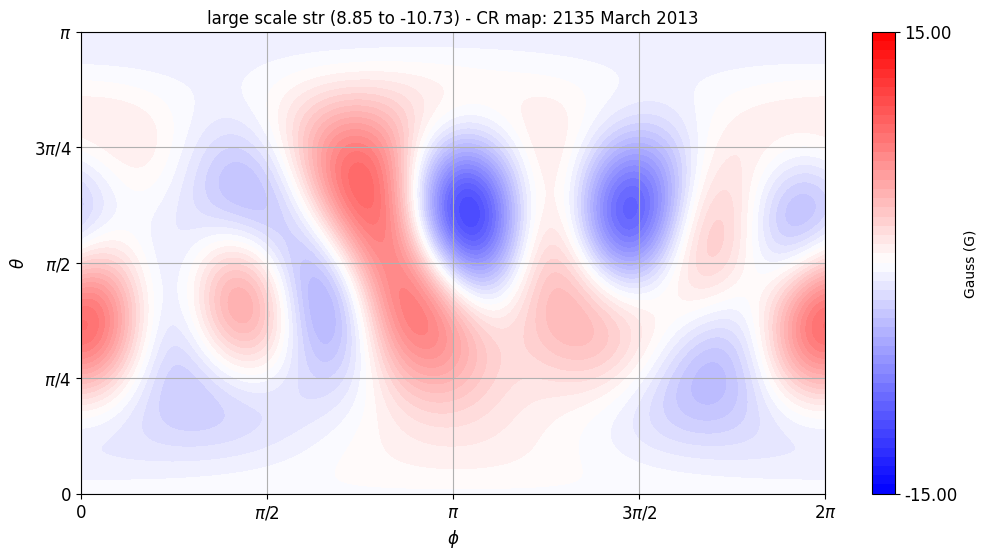 large scale str (8.85 to -10.73) - CR map: 2135 March 2013
π
3π/4
π/2
π/4
0
θ
0
π/2
π
3π/2
2π
ϕ
15.00
-15.00
Gauss (G)